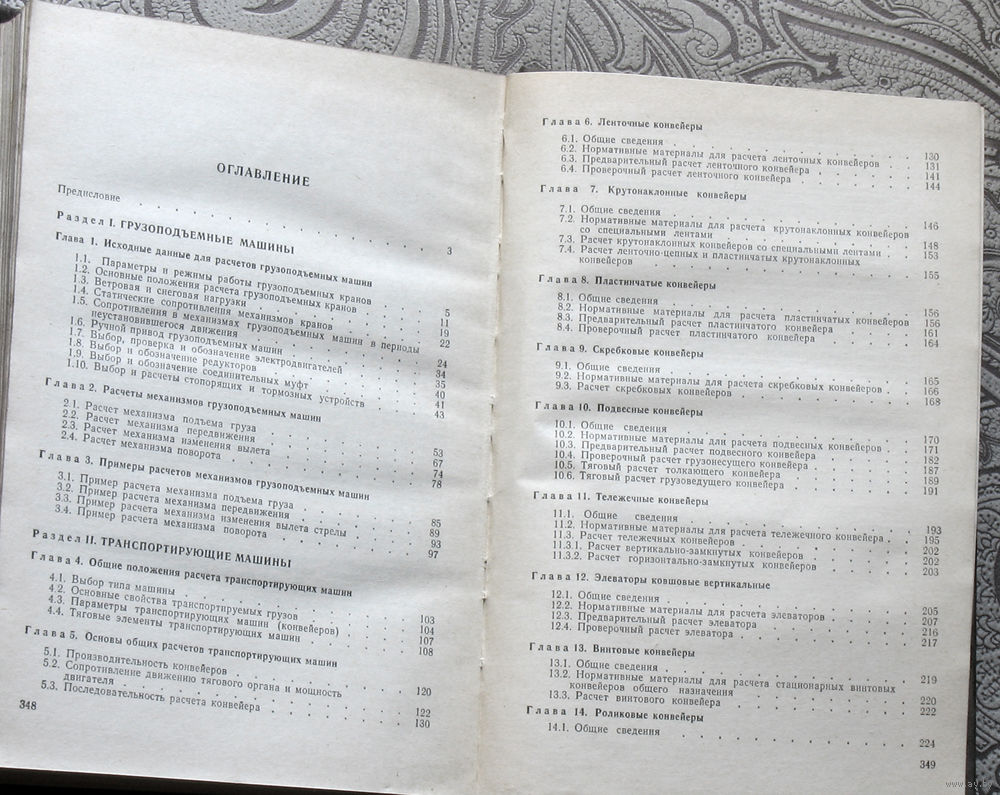 ОГЛАВЛЕНИЕ
Предисловие . . . 3
Раздел I. ГРУЗОПОДЪЕМНЫЕ МАШИНЫ
Глава 1. Исходные данные для расчетов грузоподъемных машин
1.1. Параметры и режимы работы грузоподъемных кранов . . . 5
1.2. Основные положения расчета грузоподъемных кранов . . . 11
1.3. Ветровая и снеговая нагрузки . . . 19
1.4. Статические сопротивления механизмов кранов . . . 22
1.5. Сопротивления в механизмах грузоподъемных машин в периоды
неустановившегося движения . . . 24
1.6. Ручной привод грузоподъемных машин . . . 34
1.7. Выбор, проверка и обозначение электродвигателей . . . 35
1.8. Выбор и обозначение редукторов . . . 40
1.9. Выбор и обозначение соединительных муфт . . . 41
1.10. Выбор и расчеты стопорящих и тормозных устройств . . . 43
Глава 2. Расчеты механизмов грузоподъемных машин
2.1. Расчет механизма подъема груза . . . 53
2.2. Расчет механизма передвижения . . . 67
2.3. Расчет механизма изменения вылета . . . 74
2.4. Расчет механизма поворота . . . 78
Глава 3. Примеры расчетов механизмов грузоподъемных машин
3.1. Пример расчета механизма подъема груза . . . 85
3.2. Пример расчета механизма передвижения . . . 89
3.3. Пример расчета механизма изменения вылета стрелы . . . 93
3.4. Пример расчета механизма поворота . . . 97
Раздел II. ТРАНСПОРТИРУЮЩИЕ МАШИНЫ
Глава 4. Общие положения расчета транспортирующих машин
4.1. Выбор типа машины . . . 103
4.2. Основные свойства транспортируемых грузов . . . 104
4.3. Параметры транспортирующих машин (конвейеров) . . . 107
4.4. Тяговые элементы транспортирующих машин . . . 108
Глава 5. Основы общих расчетов транспортирующих машин
5.1. Производительность конвейеров . . . 120
5.2. Сопротивление движению тягового органа и мощность
двигателя . . . 122
5.3. Последовательность расчета конвейера . . . 130
348
Глава 6. Ленточные конвейеры
6.1. Общие сведения . . . 130
6.2. Нормативные материалы для расчета ленточных конвейеров . . . 131
6.3. Предварительный расчет ленточного конвейера . . . 141
6.4. Проверочный расчет ленточного конвейера . . . 144
Глава 7. Крутонаклонные конвейеры
7.1. Общие сведения . . . 146
7.2. Нормативные материалы для расчета крутонаклонных конвейеров
со специальными лентами . . . 148
7.3. Расчет крутонаклонных конвейеров со специальными лентами . . . 153
7.4. Расчет ленточно-цепных и пластинчатых крутонаклонных
конвейеров . . . 155
Глава 8. Пластинчатые конвейеры
8.1. Общие сведения . . . 156
8.2. Нормативные материалы для расчета пластинчатых конвейеров . . . 156
8.3. Предварительный расчет пластинчатого конвейера . . . 161
8.4. Проверочный расчет пластинчатого конвейера . . . 164
Глава 9. Скребковые конвейеры
9.1. Общие сведения . . . 165
9.2. Нормативные материалы для расчета скребковых конвейеров . . . 166
9.3. Расчет скребковых конвейеров . . . 168
Глава 10. Подвесные конвейеры
10.1. Общие сведения . . . 170
10.2. Нормативные материалы для расчета подвесных конвейеров . . . 171
10.3. Предварительный расчет подвесного конвейера . . . 182
10.4. Проверочный расчет грузонесущего конвейера . . . 187
10.5. Тяговый расчет толкающего конвейера . . . 189
10.6. Тяговый расчет грузоведущего конвейера . . . 191
Глава 11. Тележечные конвейеры
11.1. Общие сведения . . . 193
11.2. Нормативные материалы для расчета тележечного конвейера . . . 195
11.3. Расчет тележечных конвейеров . . . 202
11.3.1. Расчет вертикально-замкнутых конвейеров . . . 202
11.3.2. Расчет горизонтально-замкнутых конвейеров . . . 203
Глава 12. Элеваторы ковшовые вертикальные
12.1. Общие сведения . . . 205
12.2. Нормативные материалы для расчета элеваторов . . . 207
12.3. Предварительный расчет элеватора . . . 216
12.4. Проверочный расчет элеватора . . . 217
Глава 13. Винтовые конвейеры
13.1. Общие сведения . . . 219
13.2. Нормативные материалы для расчета стационарных винтовых
конвейеров общего назначения . . . 220
13.3. Расчет винтового конвейера . . . 222
Глава 14. Роликовые конвейеры
14.1. Общие сведения . . . 224
349
www.ay.by